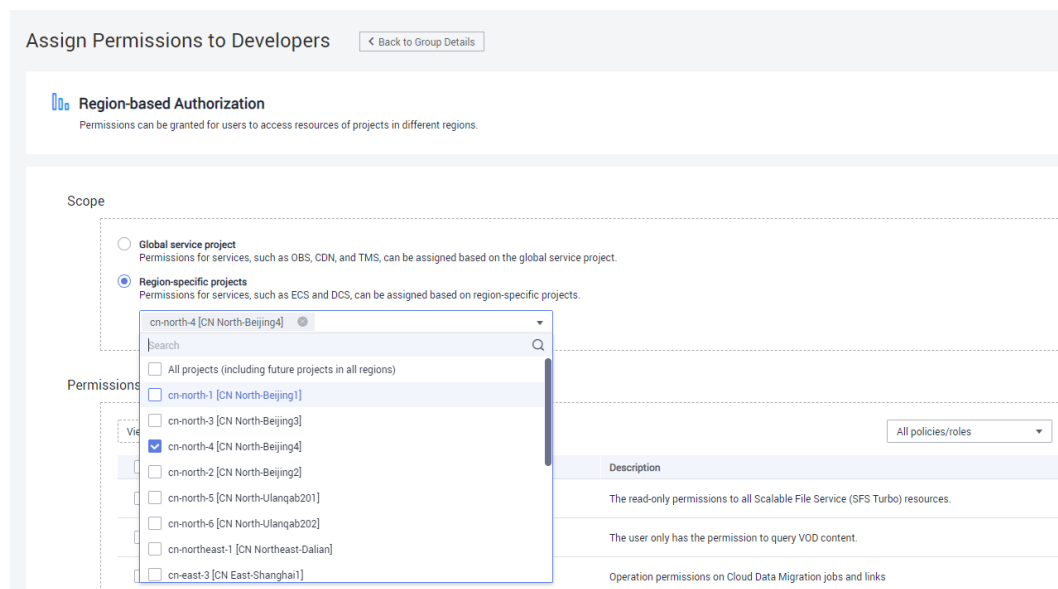 Assign Permissions to Developers
Back to Group Details
Region-based Authorization
Permissions can be granted for users to access resources of projects in different regions.
Scope
Global service project
Permissions for services, such as OBS, CDN, and TMS, can be assigned based on the global service project.
Region-specific projects
Permissions for services, such as ECS and DCS, can be assigned based on region-specific projects.
cn-north-4 [CN North-Beijing4]
Search
All projects (including future projects in all regions)
Permissions
cn-north-1 [CN North-Beijing1]
cn-north-3 [CN North-Beijing3]
Vie
All policies/roles
cn-north-4 [CN North-Beijing4]
cn-north-2 [CN North-Beijing2]
Description
cn-north-5 [CN North-Ulanqab201]
The read-only permissions to all Scalable File Service (SFS Turbo) resources.
cn-north-6 [CN North-Ulanqab202]
The user only has the permission to query VOD content.
cn-northeast-1 [CN Northeast-Dalian]
cn-east-3 [CN East-Shanghai1]
Operation permissions on Cloud Data Migration jobs and links